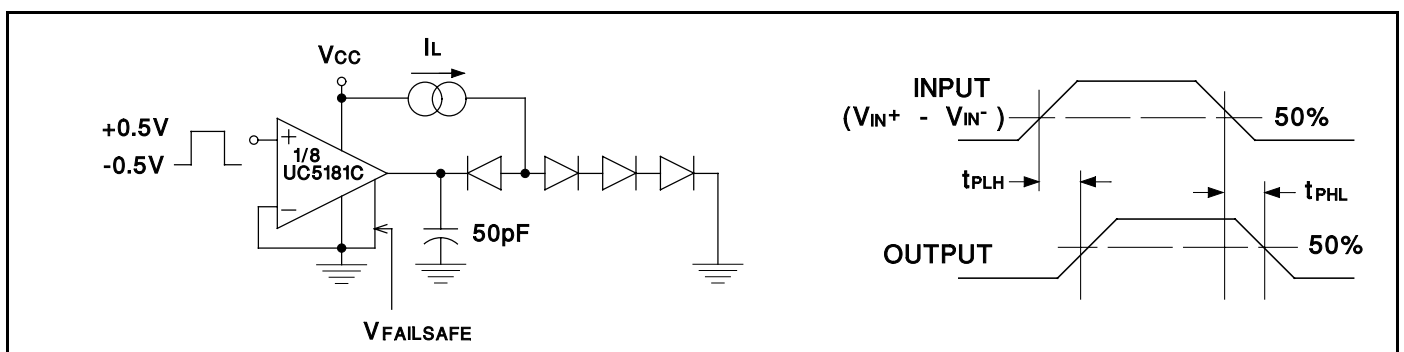 VCC
IL
+0.5V
-0.5V
+
1/8
UC5181C
-
50pF
VFAILSAFE
INPUT
(VIN+ - VIN-)
50%
tPLH
tPHL
OUTPUT
50%